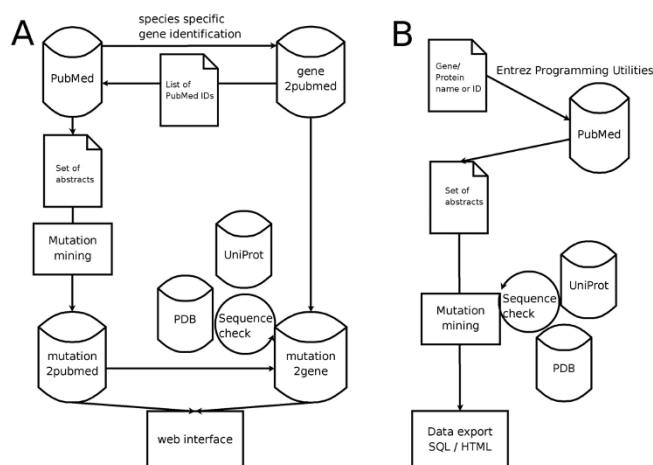 A
species specific
gene identification
PubMed
gene
2pubmed
List of
PubMed IDs
Set of
abstracts
Mutation
mining
UniProt
PDB
Sequence
check
mutation
2pubmed
mutation
2gene
web interface
B
Gene/
Protein
name or ID
Entrez Programming Utilities
PubMed
Set of
abstracts
Mutation
mining
Sequence
check
UniProt
PDB
Data export
SQL / HTML